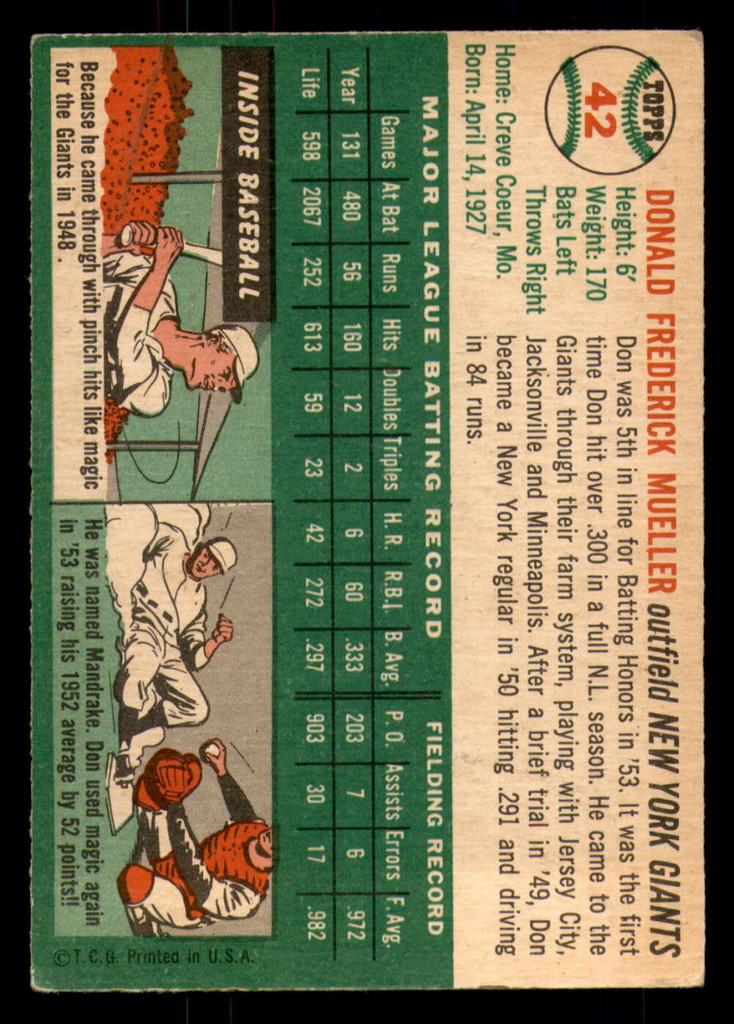 TOPPS
42
DONALD FREDERICK MUELLER outfield NEW YORK GIANTS
Height: 6'
Weight: 170
Bats Left
Throws Right
Home: Creve Coeur, Mo.
Born: April 14, 1927
Don was 5th in line for Batting Honors in '53. It was the first
time Don hit over .300 in a full N.L. season. He came to the
Giants through their farm system, playing with Jersey City,
Jacksonville and Minneapolis. After a brief trial in '49, Don
became a New York regular in '50 hitting .291 and driving
in 84 runs.
MAJOR LEAGUE BATTING RECORD FIELDING RECORD
Games At Bat Runs Hits Doubles Triples H. R. R.B.I. B. Avg. P. O. Assists Errors F. Avg.
Year 131 480 56 160 12 2 6 60 .333 203 7 6 .972
Life 598 2067 252 613 59 23 42 272 .297 903 30 17 .982
INSIDE BASEBALL
Because he came through with pinch hits like magic
for the Giants in 1948.
He was named Mandrake. Don used magic again
in '53 raising his 1952 average by 52 points!!
© T.C.G. Printed in U.S.A.